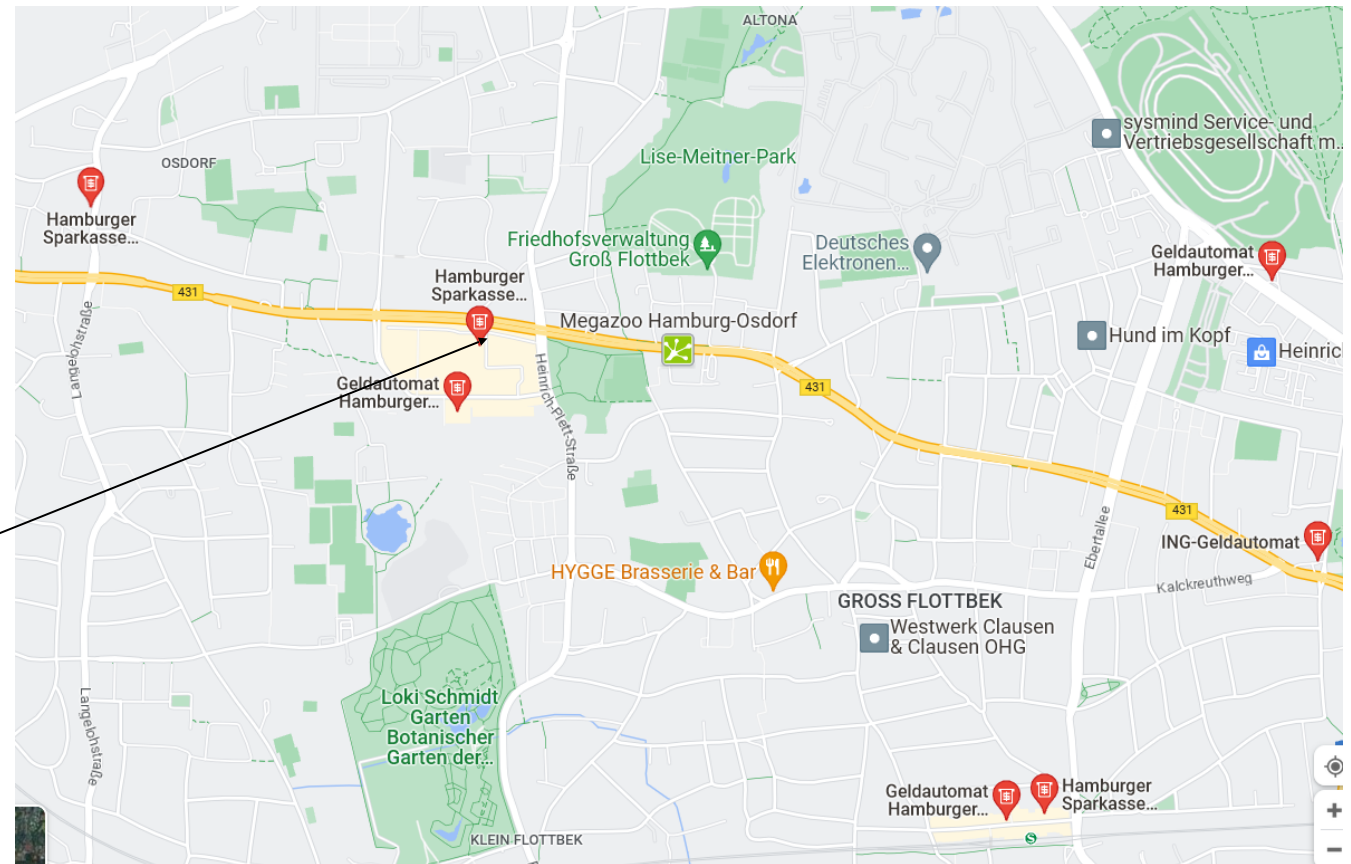 ALTONA
sysmind Service- und
Vertriebsgesellschaft m...
Lise-Meitner-Park
OSDORF
Hamburger
Sparkasse...
Friedhofsverwaltung
Groß Flottbek
Deutsches
Elektronen...
Geldautomat
Hamburger...
Hamburger
Sparkasse...
431
Megazoo Hamburg-Osdorf
Hund im Kopf
Heinric
Langelohstraße
Heinrich-Plett-Straße
Geldautomat
Hamburger...
431
431
Ebertallee
ING-Geldautomat
HYGGE Brasserie & Bar
Kalckreuthweg
GROSS FLOTTBEK
Westwerk Clausen
& Clausen OHG
Loki Schmidt
Garten
Botanischer
Garten der...
Langelohstraße
Geldautomat
Hamburger...
Hamburger
Sparkasse...
S
KLEIN FLOTTBEK